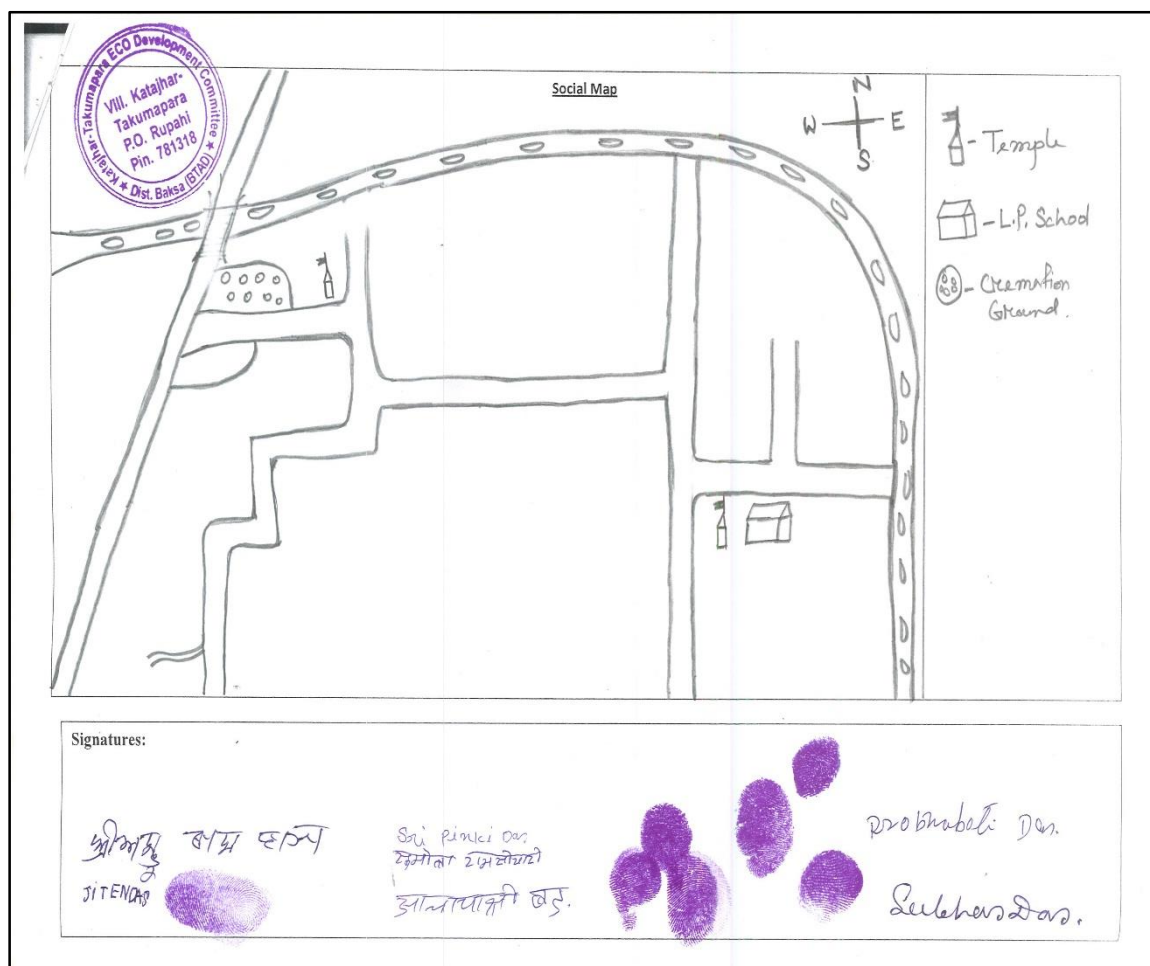 Katajhar-Takumapara ECO Development Committee
Vill. Katajhar-
Takumapara
P.O. Rupahi
Pin. 781318
★ Dist. Baksa (BTAD) ★
Social Map
N
W E
S
- Temple
- L.P. School
- Cremation
Ground.
Signatures:
JITENDAS
Sri Pinki Das.
Probhabati Das.